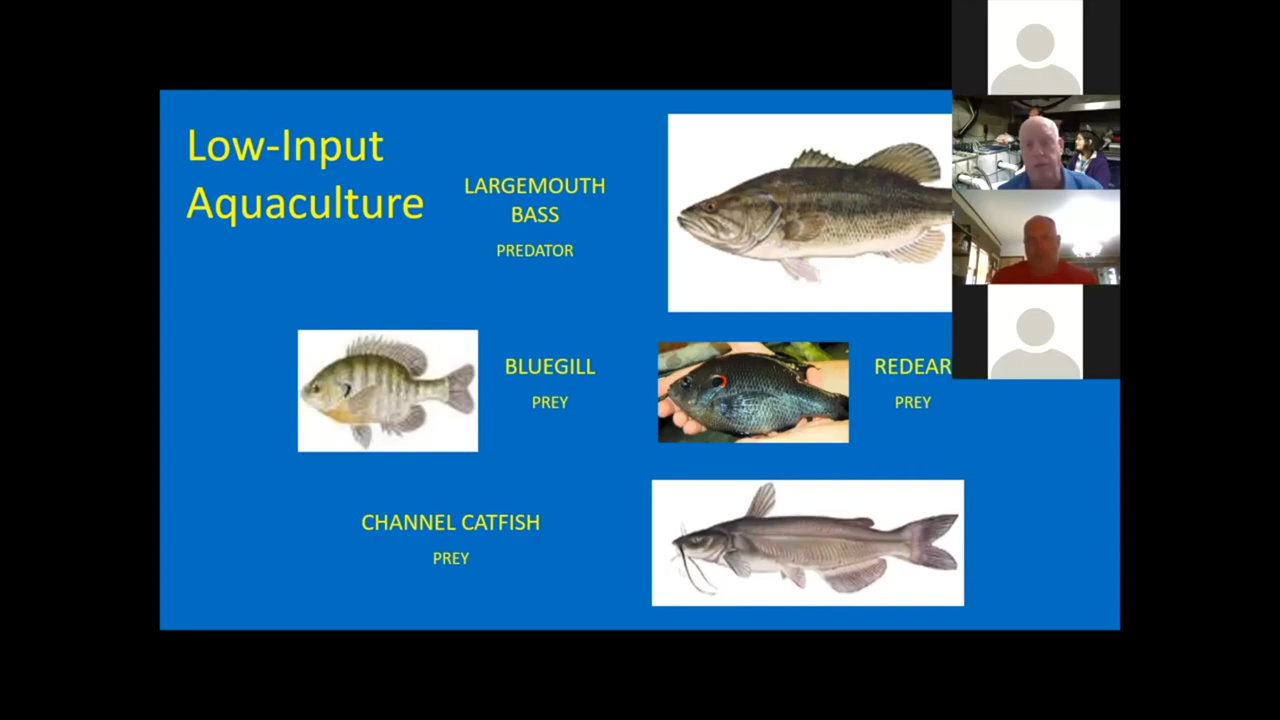 Low-Input
Aquaculture
LARGEMOUTH
BASS
PREDATOR
BLUEGILL
PREY
REDEAR
PREY
CHANNEL CATFISH
PREY